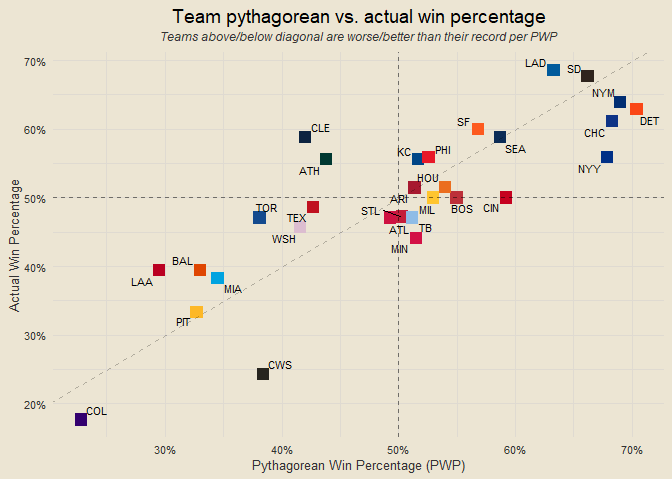 Team pythagorean vs. actual win percentage
Teams above/below diagonal are worse/better than their record per PWP
70%
60%
50%
40%
30%
20%
Actual Win Percentage
LAD
SD
NYM
DET
CHC
SF
SEA
NYY
CLE
ATH
KC
PHI
HOU
ARI
MIL
BOS
CIN
TOR
TEX
WSH
STL
ATL
TB
MIN
BAL
LAA
MIA
PIT
CWS
COL
30%
40%
50%
60%
70%
Pythagorean Win Percentage (PWP)